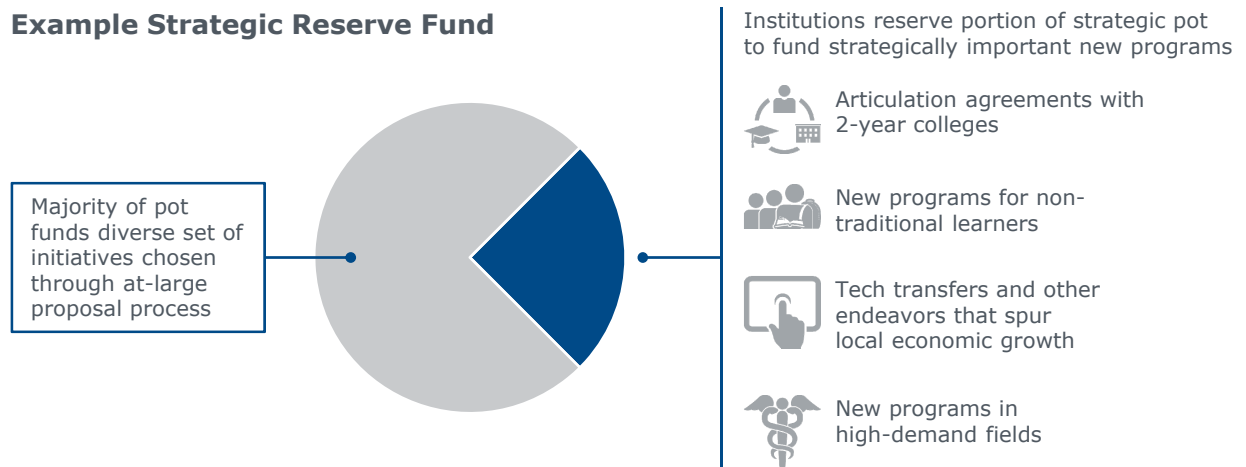 Example Strategic Reserve Fund
Majority of pot
funds diverse set of
initiatives chosen
through at-large
proposal process
Institutions reserve portion of strategic pot
to fund strategically important new programs
Articulation agreements with
2-year colleges
New programs for non-
traditional learners
Tech transfers and other
endeavors that spur
local economic growth
New programs in
high-demand fields